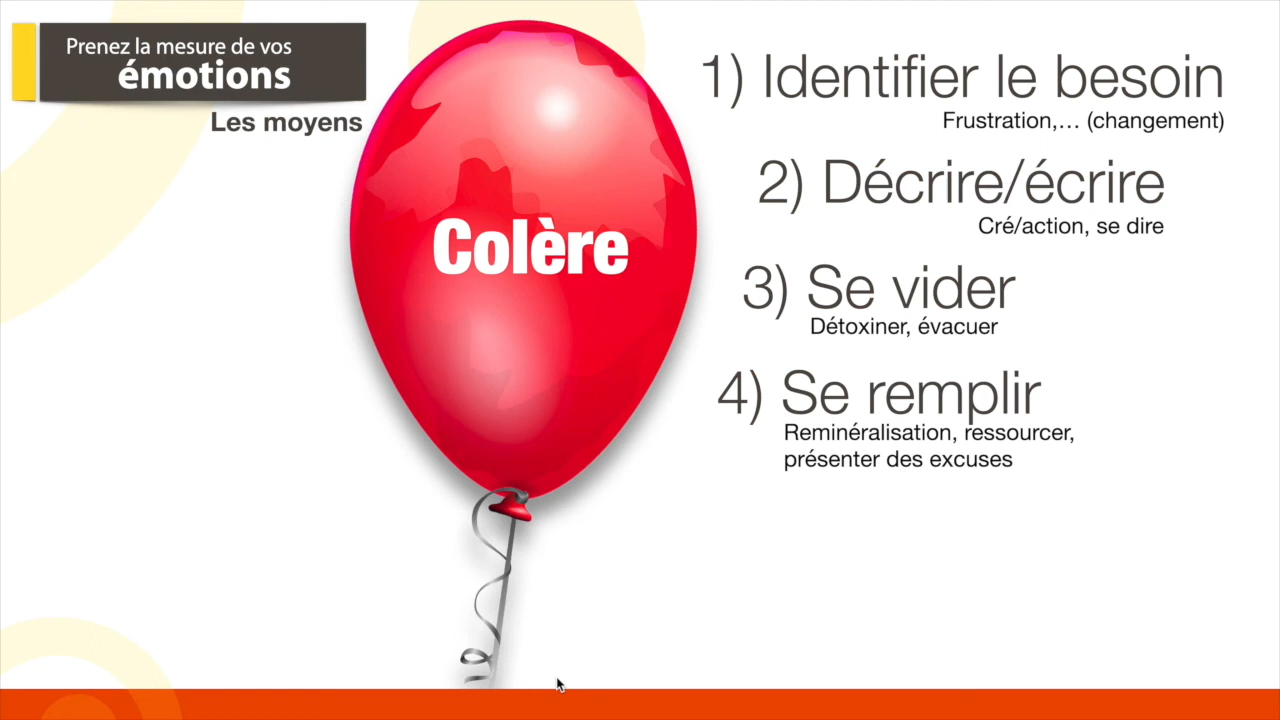 Prenez la mesure de vos
émotions
Les moyens
Colère
1) Identifier le besoin
Frustration,… (changement)
2) Décrire/écrire
Cré/action, se dire
3) Se vider
Détoxiner, évacuer
4) Se remplir
Reminéralisation, ressourcer,
présenter des excuses